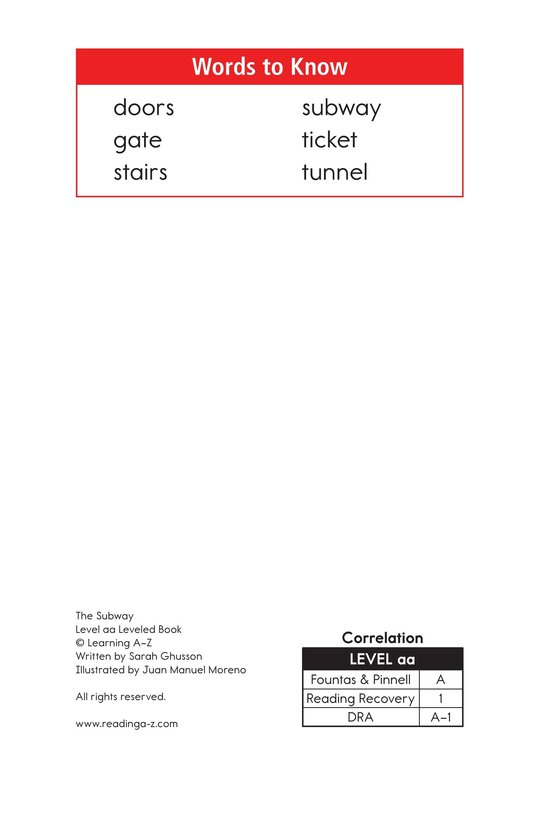 Words to Know
doors
gate
stairs
subway
ticket
tunnel
The Subway
Level aa Leveled Book
© Learning A–Z
Written by Sarah Ghusson
Illustrated by Juan Manuel Moreno
All rights reserved.
www.readinga-z.com
Correlation
LEVEL aa
Fountas & Pinnell A
Reading Recovery 1
DRA A–1